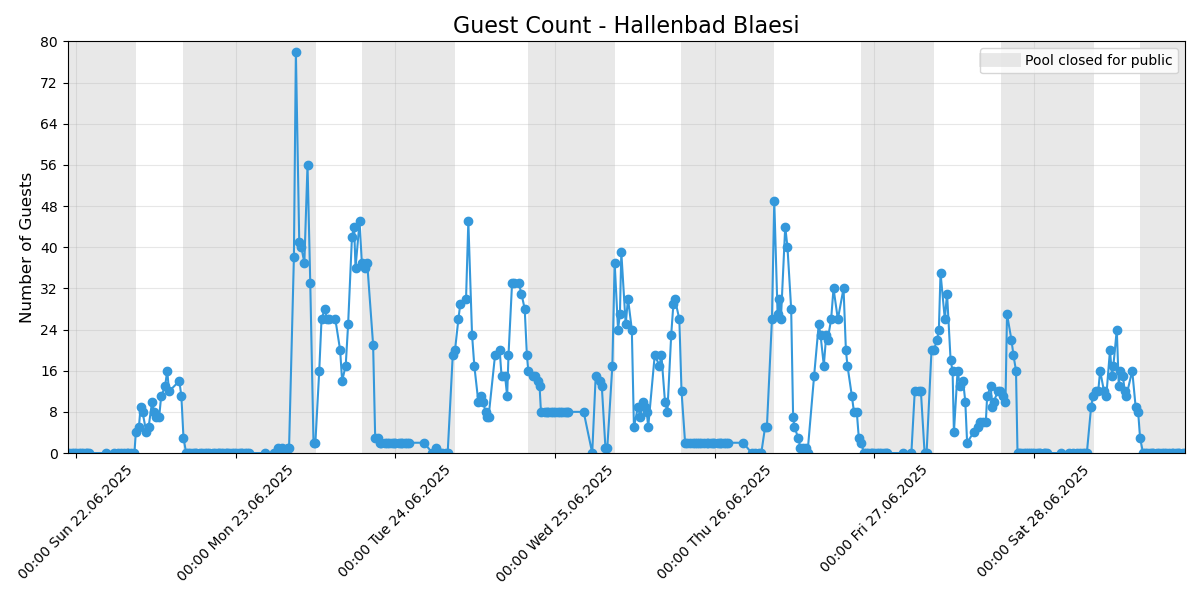 Guest Count - Hallenbad Blaesi
Pool closed for public
Number of Guests
80
72
64
56
48
40
32
24
16
8
0
00:00 Sun 22.06.2025
00:00 Mon 23.06.2025
00:00 Tue 24.06.2025
00:00 Wed 25.06.2025
00:00 Thu 26.06.2025
00:00 Fri 27.06.2025
00:00 Sat 28.06.2025